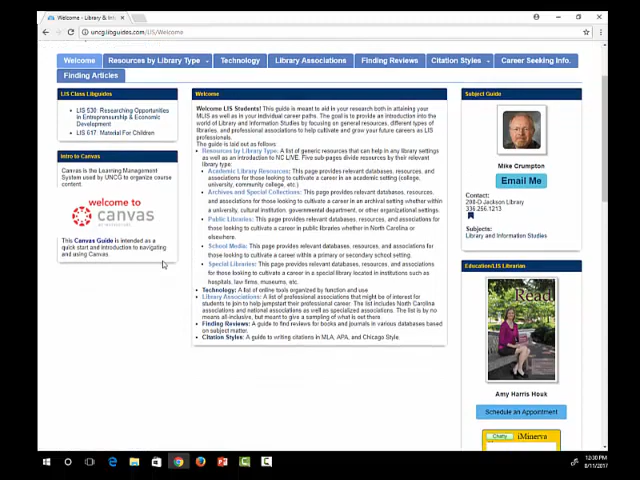 Welcome - Library & Inf
uncg.libguides.com/LIS/Welcome
Welcome
Resources by Library Type
Technology
Library Associations
Finding Reviews
Citation Styles
Career Seeking Info.
Finding Articles
LIS Class Libguides
LIS 530: Researching Opportunities
in Entrepreneurship & Economic
Development
LIS 617 Material For Children
Intro to Canvas
Canvas is the Learning Management
System used by UNCG to organize course
content.
welcome to
canvas
This Canvas Guide is intended as a
quick start and introduction to navigating
and using Canvas
Welcome
Welcome LIS Students! This guide is meant to aid in your research both in attaining your
MLIS as well as in your individual career paths. The goal is to provide an introduction into the
world of Library and Information Studies by focusing on general resources, different types of
libraries, and professional associations to help cultivate and grow your future careers as LIS
professionals.
The guide is laid out as follows
Resources by Library Type: A list of generic resources that can help in any library settings
as well as an introduction to NC LIVE. Five sub-pages divide resources by their relevant
library type:
Academic Library Resources: This page provides relevant databases, resources,
and associations for those looking to cultivate a career in an academic setting (college,
university, community college, etc.)
Archives and Special Collections: This page provides relevant databases, resources,
and associations for those looking to cultivate a career in an archival setting whether within
a university, cultural institution, governmental department, or other organizational settings.
Public Libraries: This page provides relevant databases, resources, and associations for
those looking to cultivate a career in public libraries whether in North Carolina or
elsewhere.
School Media: This page provides relevant databases, resources, and associations for
those looking to cultivate a career within a primary or secondary school setting.
Special Libraries: This page provides relevant databases, resources, and associations
for those looking to cultivate a career in a special library located in institutions such as
hospitals, law firms, museums, etc.
Technology: A list of online tools organized by function and use
Library Associations: A list of professional associations that might be of interest for
students to join to help jumpstart their professional career. The list includes North Carolina
associations and national associations as well as specialized associations. The list is by no
means all-inclusive, but meant to give a sampling of what is out there
Finding Reviews: A guide to find reviews for books and journals in various databases based
on subject matter.
Citation Styles: A guide to writing citations in MLA, APA, and Chicago Style.
Subject Guide
Mike Crumpton
Email Me
Contact:
Jackson Library
336.256.1213
Subjects:
Library and Information Studies
Education/LIS Librarian
Read
Amy Harris Houk
Schedule an Appointment
iMinerva
12:30 PM
8/11/2017